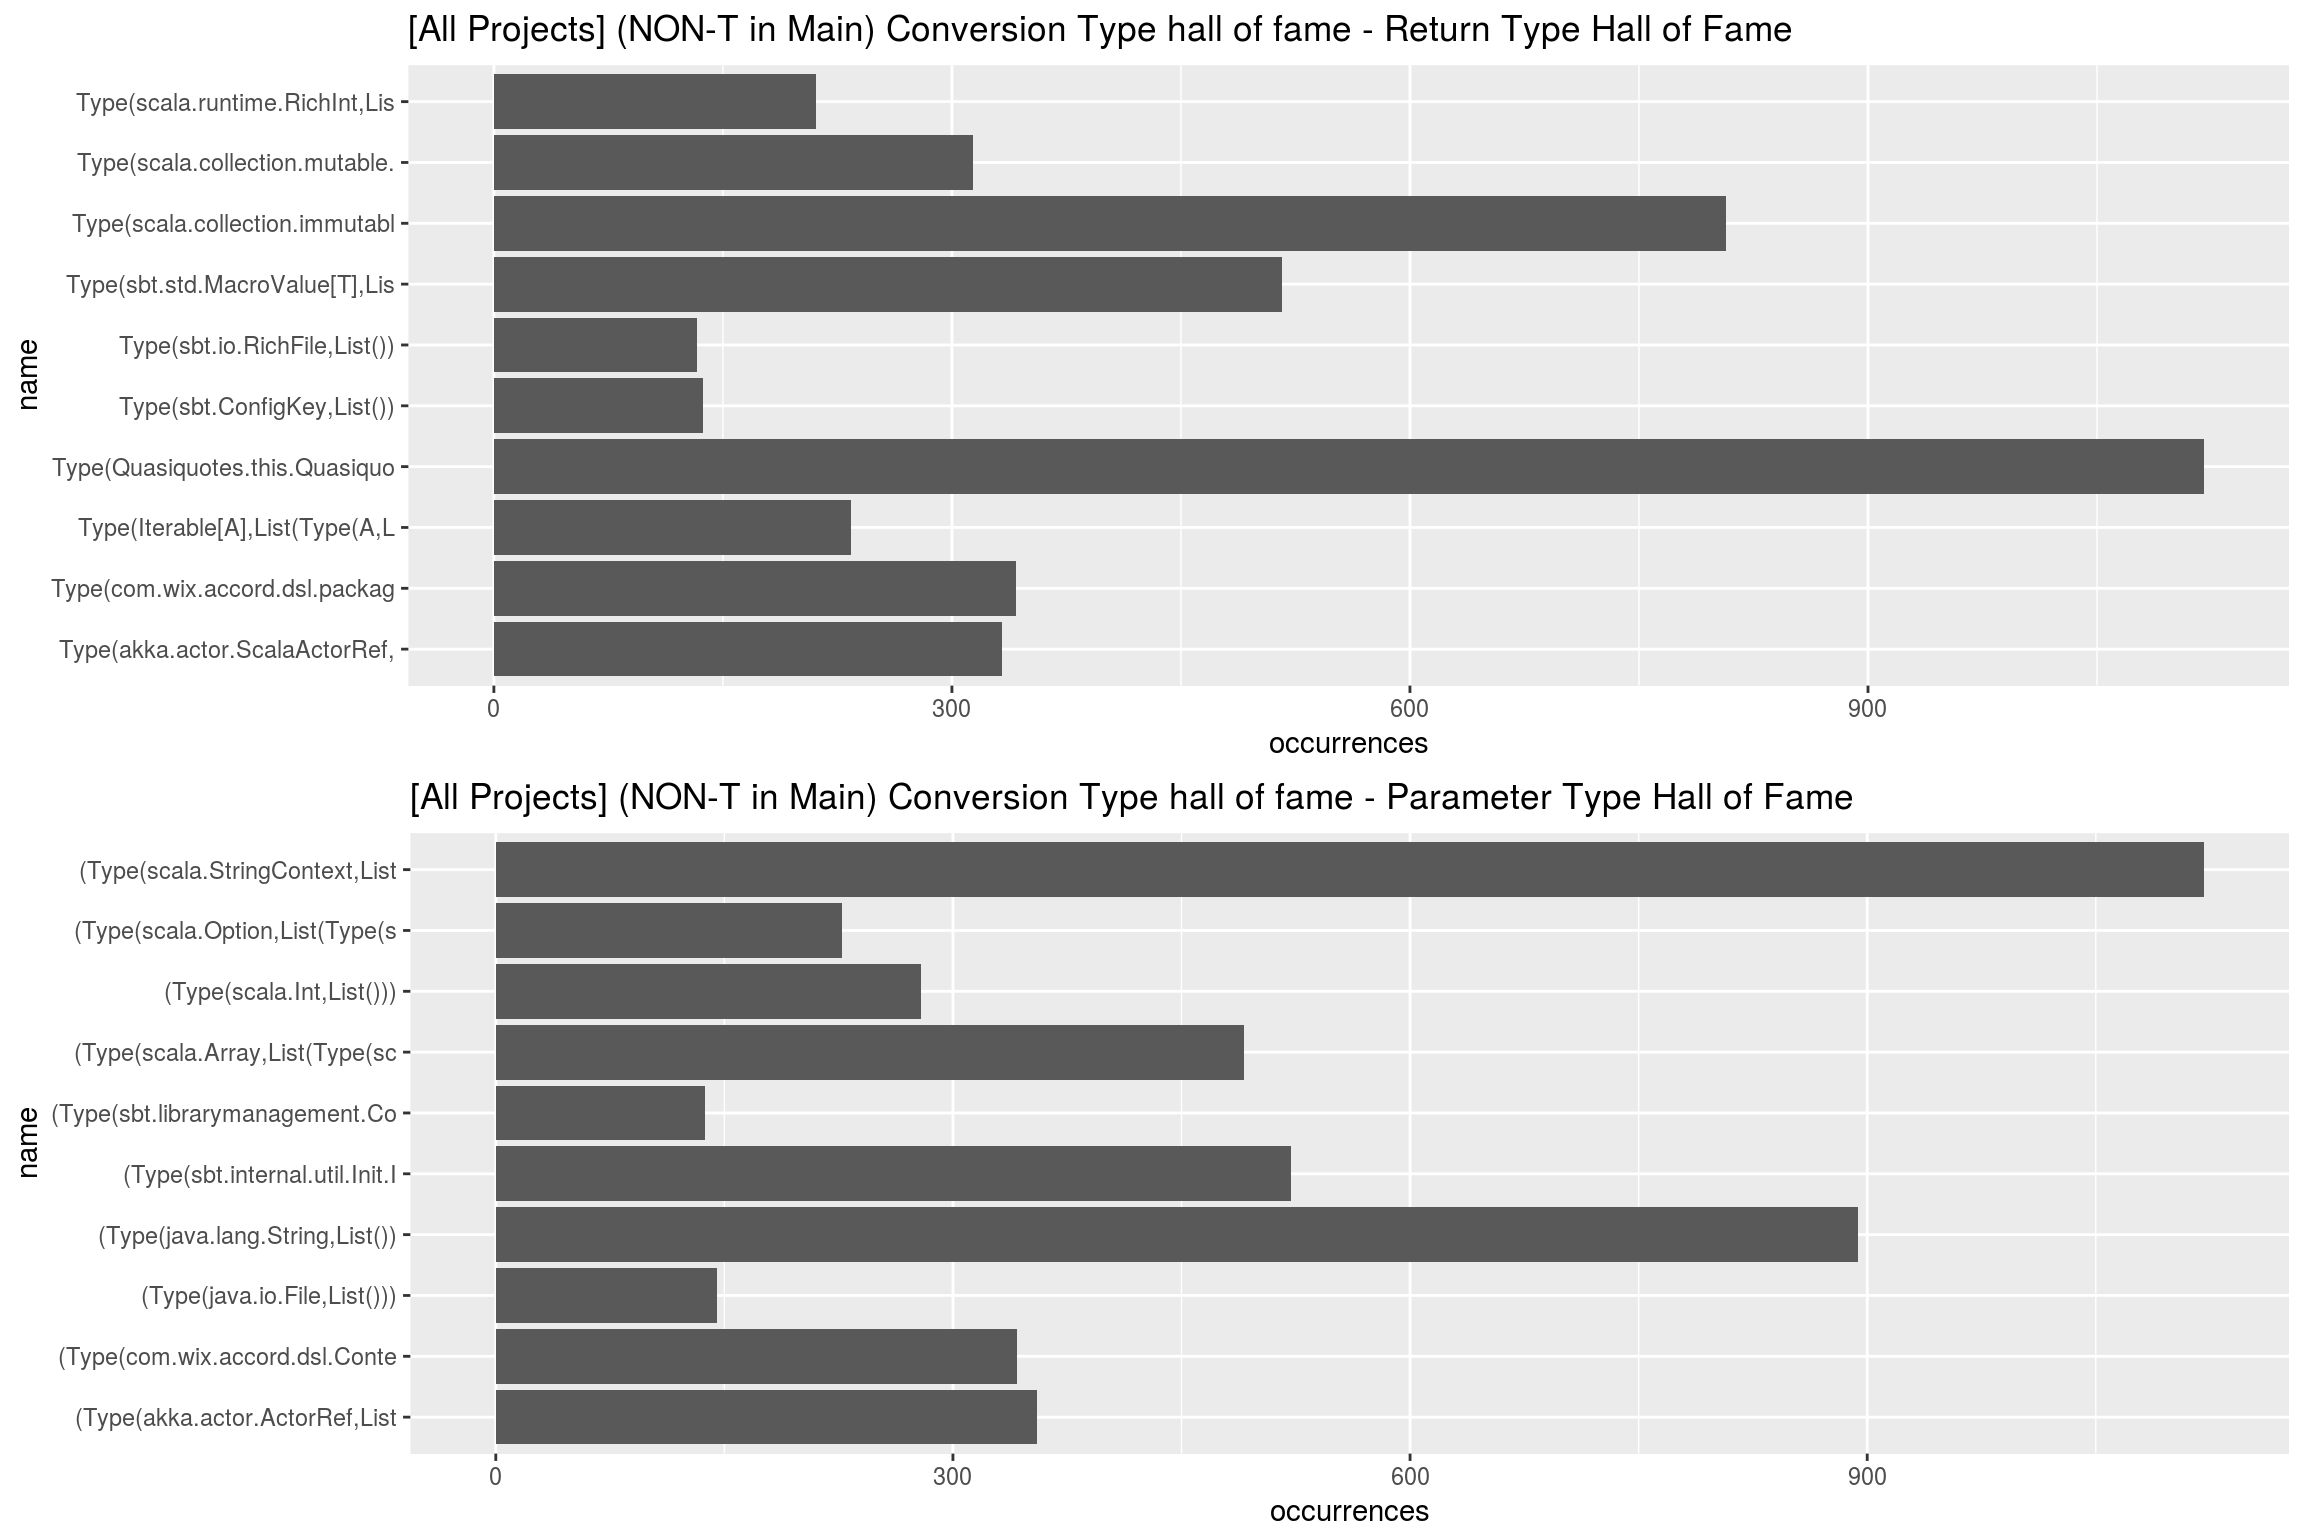 [All Projects] (NON-T in Main) Conversion Type hall of fame - Return Type Hall of Fame
Type(scala.runtime.RichInt,Lis
Type(scala.collection.mutable.
Type(scala.collection.immutabl
Type(sbt.std.MacroValue[T],Lis
Type(sbt.io.RichFile,List())
Type(sbt.ConfigKey,List())
Type(Quasiquotes.this.Quasiquo
Type(Iterable[A],List(Type(A,L
Type(com.wix.accord.dsl.packag
Type(akka.actor.ScalaActorRef,
name
0 300 600 900
occurrences
[All Projects] (NON-T in Main) Conversion Type hall of fame - Parameter Type Hall of Fame
(Type(scala.StringContext,List
(Type(scala.Option,List(Type(s
(Type(scala.Int,List()))
(Type(scala.Array,List(Type(sc
(Type(sbt.librarymanagement.Co
(Type(sbt.internal.util.Init.I
(Type(java.lang.String,List())
(Type(java.io.File,List()))
(Type(com.wix.accord.dsl.Conte
(Type(akka.actor.ActorRef,List
name
0 300 600 900
occurrences